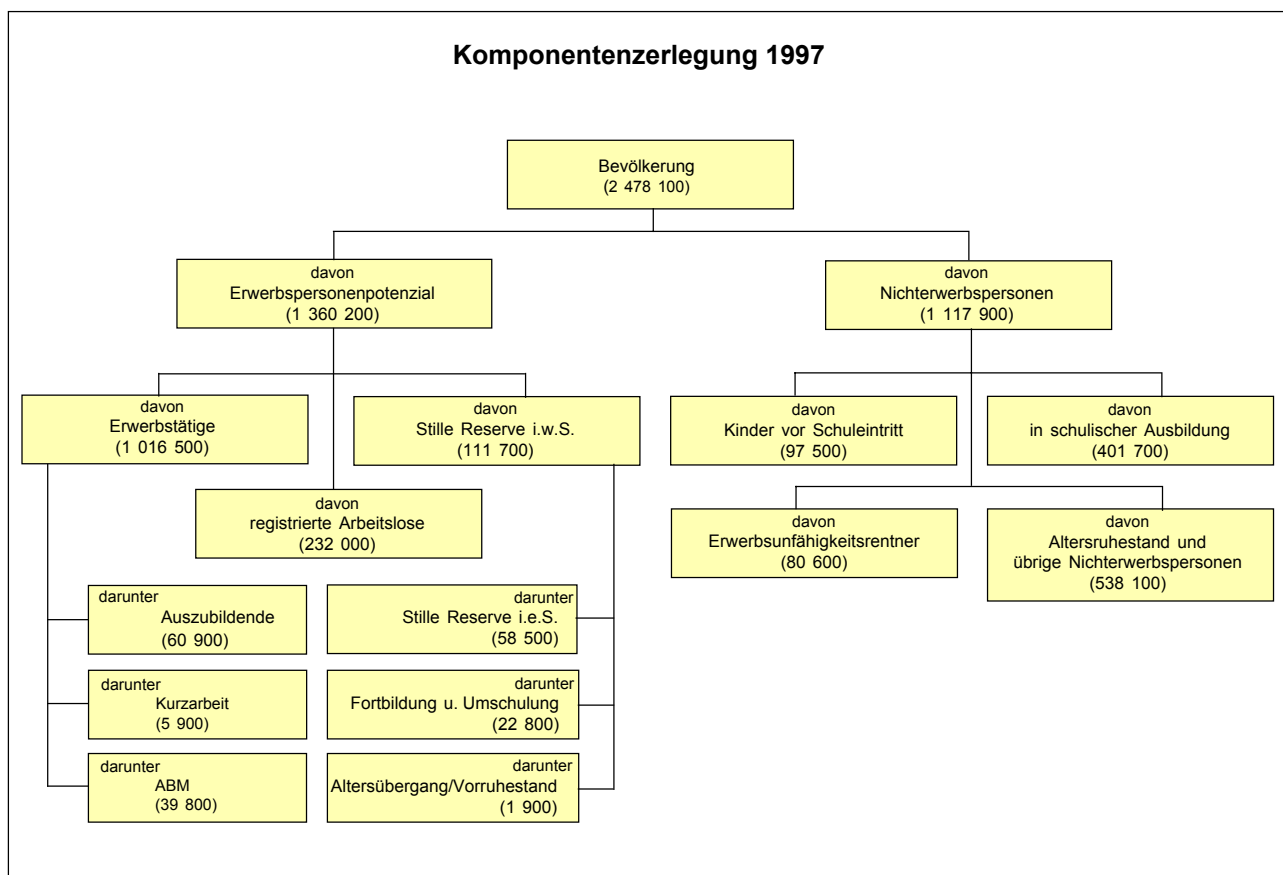 Komponentenzerlegung 1997
Bevölkerung
(2 478 100)
davon
Erwerbspersonenpotenzial
(1 360 200)
davon
Nichterwerbspersonen
(1 117 900)
davon
Erwerbstätige
(1 016 500)
davon
Stille Reserve i.w.S.
(111 700)
davon
Kinder vor Schuleintritt
(97 500)
davon
in schulischer Ausbildung
(401 700)
davon
registrierte Arbeitslose
(232 000)
davon
Erwerbsunfähigkeitsrentner
(80 600)
davon
Altersruhestand und
übrige Nichterwerbspersonen
(538 100)
darunter
Auszubildende
(60 900)
darunter
Stille Reserve i.e.S.
(58 500)
darunter
Kurzarbeit
(5 900)
darunter
Fortbildung u. Umschulung
(22 800)
darunter
ABM
(39 800)
darunter
Altersübergang/Vorruhestand
(1 900)